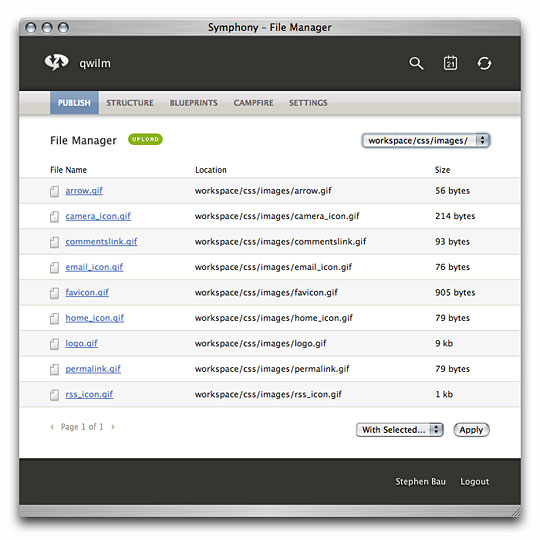 Symphony – File Manager
qwilm
21
PUBLISH STRUCTURE BLUEPRINTS CAMPFIRE SETTINGS
File Manager UPLOAD workspace/css/images/
File Name Location Size
arrow.gif workspace/css/images/arrow.gif 56 bytes
camera_icon.gif workspace/css/images/camera_icon.gif 214 bytes
commentslink.gif workspace/css/images/commentslink.gif 93 bytes
email_icon.gif workspace/css/images/email_icon.gif 76 bytes
favicon.gif workspace/css/images/favicon.gif 905 bytes
home_icon.gif workspace/css/images/home_icon.gif 79 bytes
logo.gif workspace/css/images/logo.gif 9 kb
permalink.gif workspace/css/images/permalink.gif 79 bytes
rss_icon.gif workspace/css/images/rss_icon.gif 1 kb
Page 1 of 1 With Selected... Apply
Stephen Bau Logout